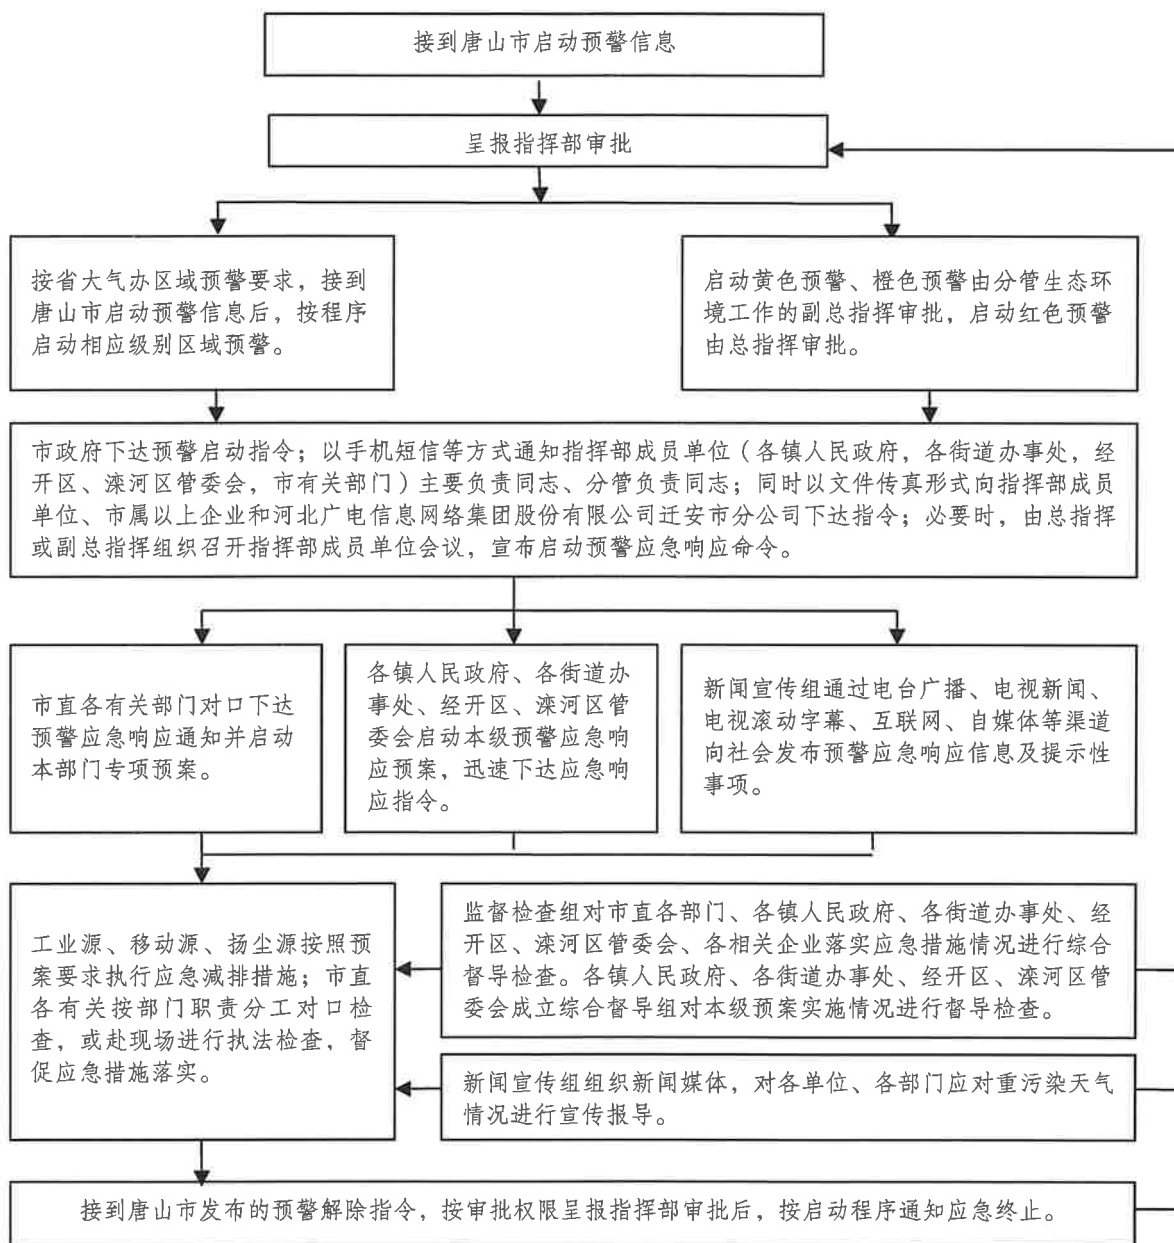 接到唐山市启动预警信息
呈报指挥部审批
按省大气办区域预警要求，接到
唐山市启动预警信息后，按程序
启动相应级别区域预警。
启动黄色预警、橙色预警由分管生态环
境工作的副总指挥审批，启动红色预警
由总指挥审批。
市政府下达预警启动指令；以手机短信等方式通知指挥部成员单位（各镇人民政府，各街道办事处，经
开区、滦河区管委会，市有关部门）主要负责同志、分管负责同志；同时以文件传真形式向指挥部成员
单位、市属以上企业和河北广电信息网络集团股份有限公司迁安市分公司下达指令；必要时，由总指挥
或副总指挥组织召开指挥部成员单位会议，宣布启动预警应急响应命令。
市直各有关部门对口下达
预警应急响应通知并启动
本部门专项预案。
各镇人民政府、各街道办
事处、经开区、滦河区管
委会启动本级预警应急响
应预案，迅速下达应急响
应指令。
新闻宣传组通过电台广播、电视新闻、
电视滚动字幕、互联网、自媒体等渠道
向社会发布预警应急响应信息及提示性
事项。
工业源、移动源、扬尘源按照预
案要求执行应急减排措施；市直
各有关按部门职责分工对口检
查，或赴现场进行执法检查，督
促应急措施落实。
监督检查组对市直各部门、各镇人民政府、各街道办事处、经
开区、滦河区管委会、各相关企业落实应急措施情况进行综合
督导检查。各镇人民政府、各街道办事处、经开区、滦河区管
委会成立综合督导组对本级预案实施情况进行督导检查。
新闻宣传组组织新闻媒体，对各单位、各部门应对重污染天气
情况进行宣传报导。
接到唐山市发布的预警解除指令，按审批权限呈报指挥部审批后，按启动程序通知应急终止。